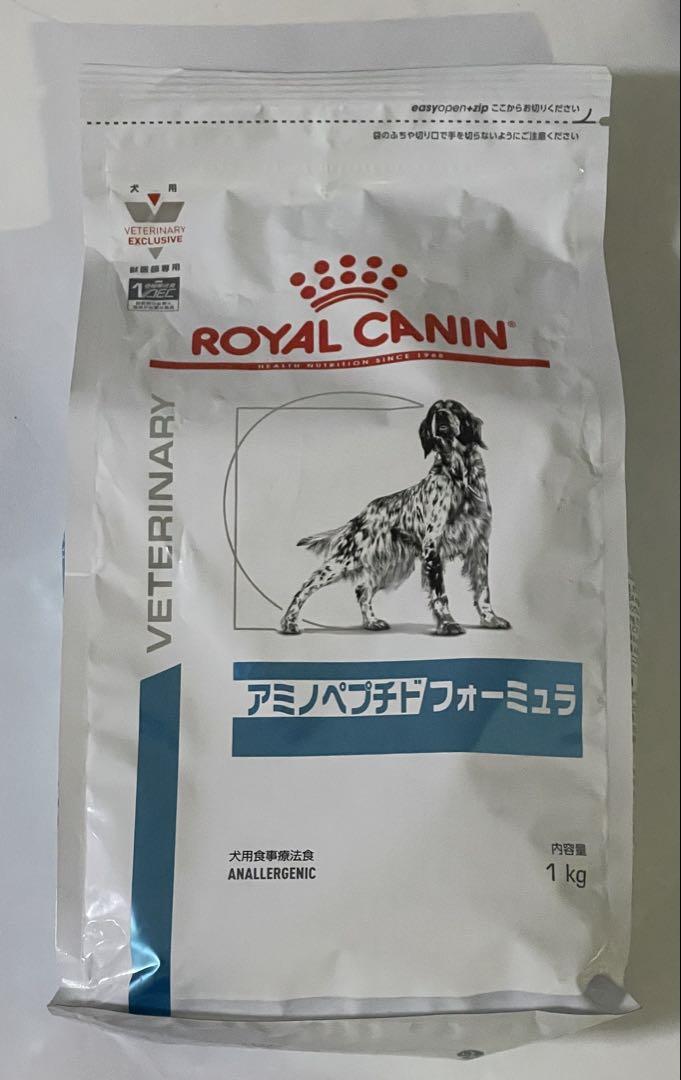 easyopen+zip ここからお切りください
袋のふちや切り口で手を切らないようにご注意ください
犬 用
VETERINARY
EXCLUSIVE
獣医師専用
ROYAL CANIN®
HEALTH NUTRITION SINCE 1968
VETERINARY
アミノペプチドフォーミュラ
犬用食事療法食
ANALLERGENIC
内容量
1 kg